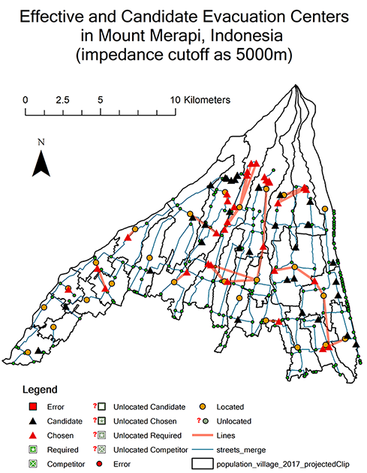 Effective and Candidate Evacuation Centers
in Mount Merapi, Indonesia
(impedance cutoff as 5000m)
0 2.5 5 10 Kilometers
N
Legend
Error ? Unlocated Candidate Located
Candidate ? Unlocated Chosen ? Unlocated
Chosen ? Unlocated Required Lines
Required ? Unlocated Competitor streets_merge
Competitor Error population_village_2017_projectedClip